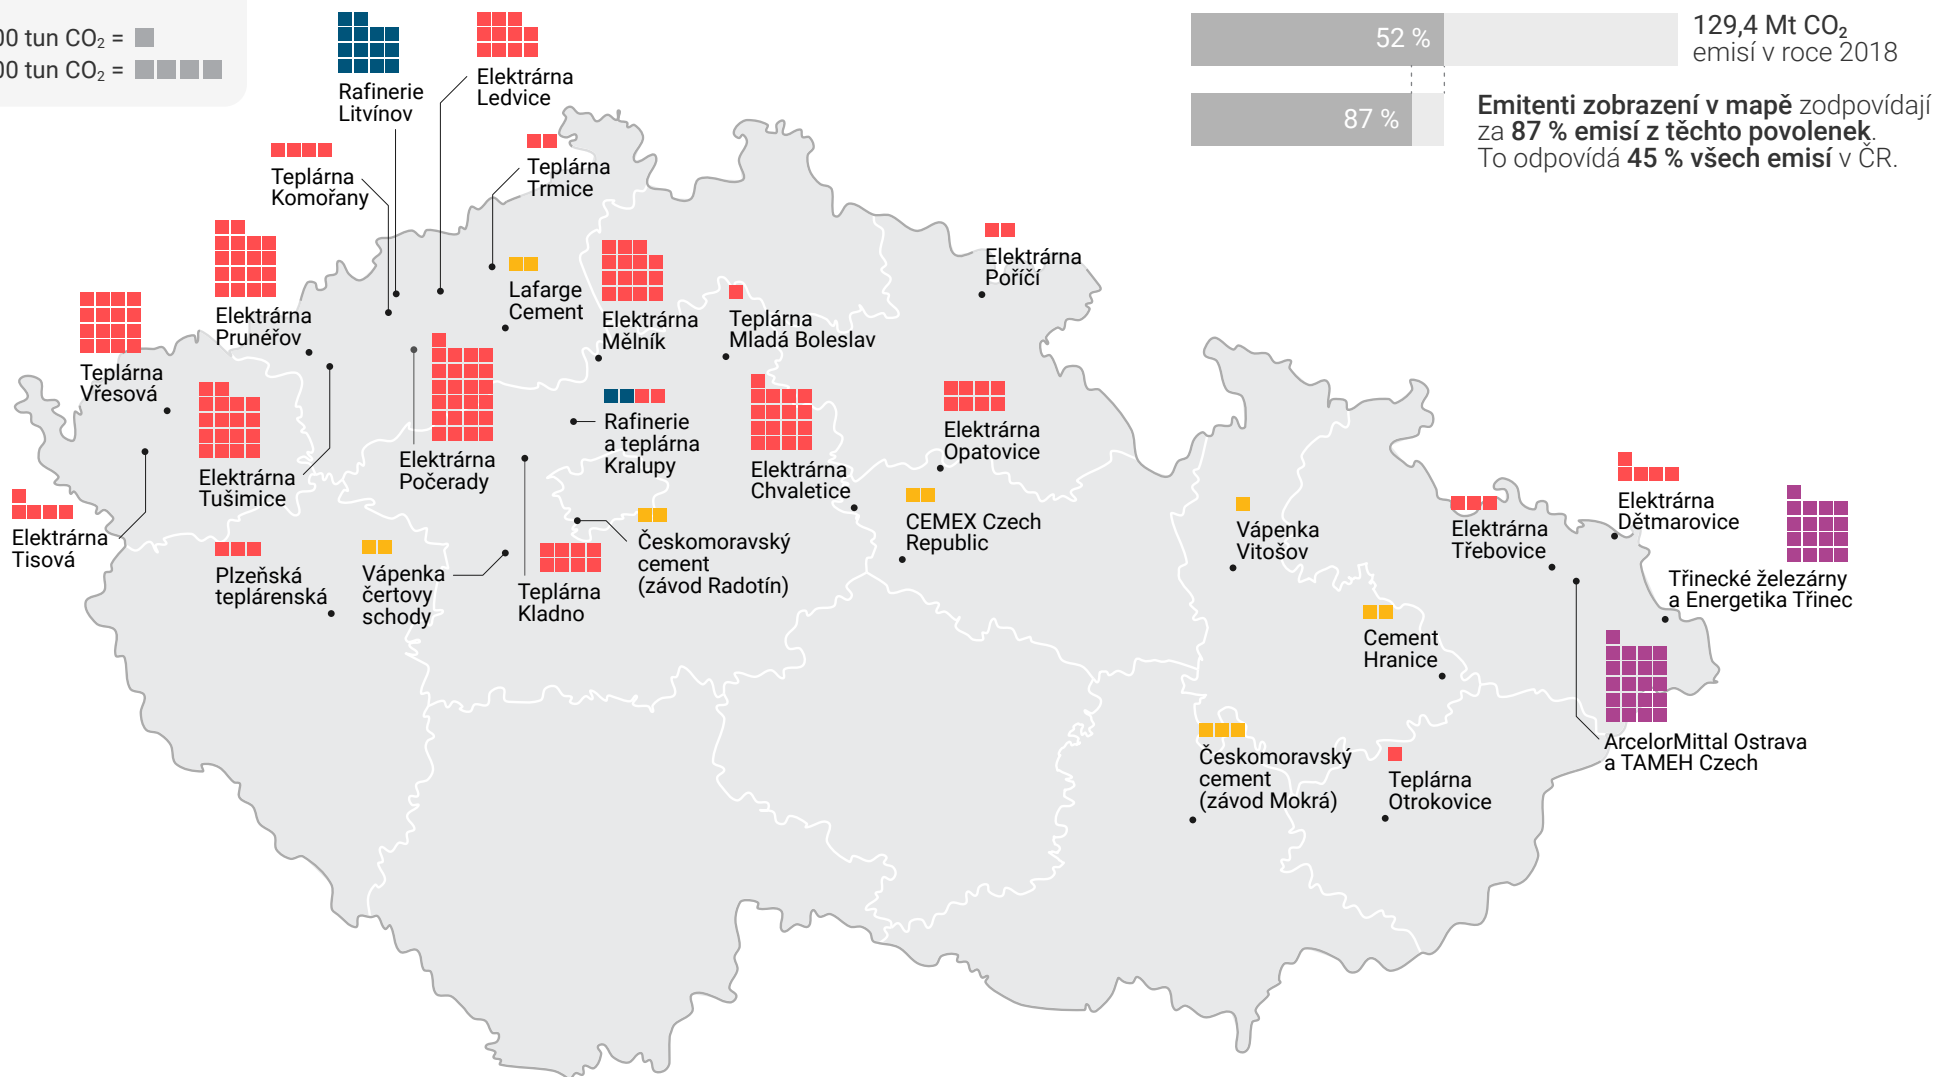 00 tun CO₂ =
00 tun CO₂ =
52 %
129,4 Mt CO₂
emisí v roce 2018
87 %
Emitenti zobrazení v mapě zodpovídají
za 87 % emisí z těchto povolenek.
To odpovídá 45 % všech emisí v ČR.
Rafinerie
Litvínov
Elektrárna
Ledvice
Teplárna
Komořany
Teplárna
Trmice
Elektrárna
Prunéřov
Lafarge
Cement
Elektrárna
Mělník
Teplárna
Mladá Boleslav
Elektrárna
Poříčí
Teplárna
Vřesová
Elektrárna
Tušimice
Elektrárna
Počerady
Rafinerie
a teplárna
Kralupy
Elektrárna
Chvaletice
Elektrárna
Opatovice
Elektrárna
Tisová
Plzeňská
teplárenská
Vápenka
čertovy
schody
Teplárna
Kladno
Českomoravský
cement
(závod Radotín)
CEMEX Czech
Republic
Vápenka
Vitošov
Elektrárna
Třebovice
Elektrárna
Dětmarovice
Třinecké železárny
a Energetika Třinec
Cement
Hranice
Českomoravský
cement
(závod Mokrá)
Teplárna
Otrokovice
ArcelorMittal Ostrava
a TAMEH Czech